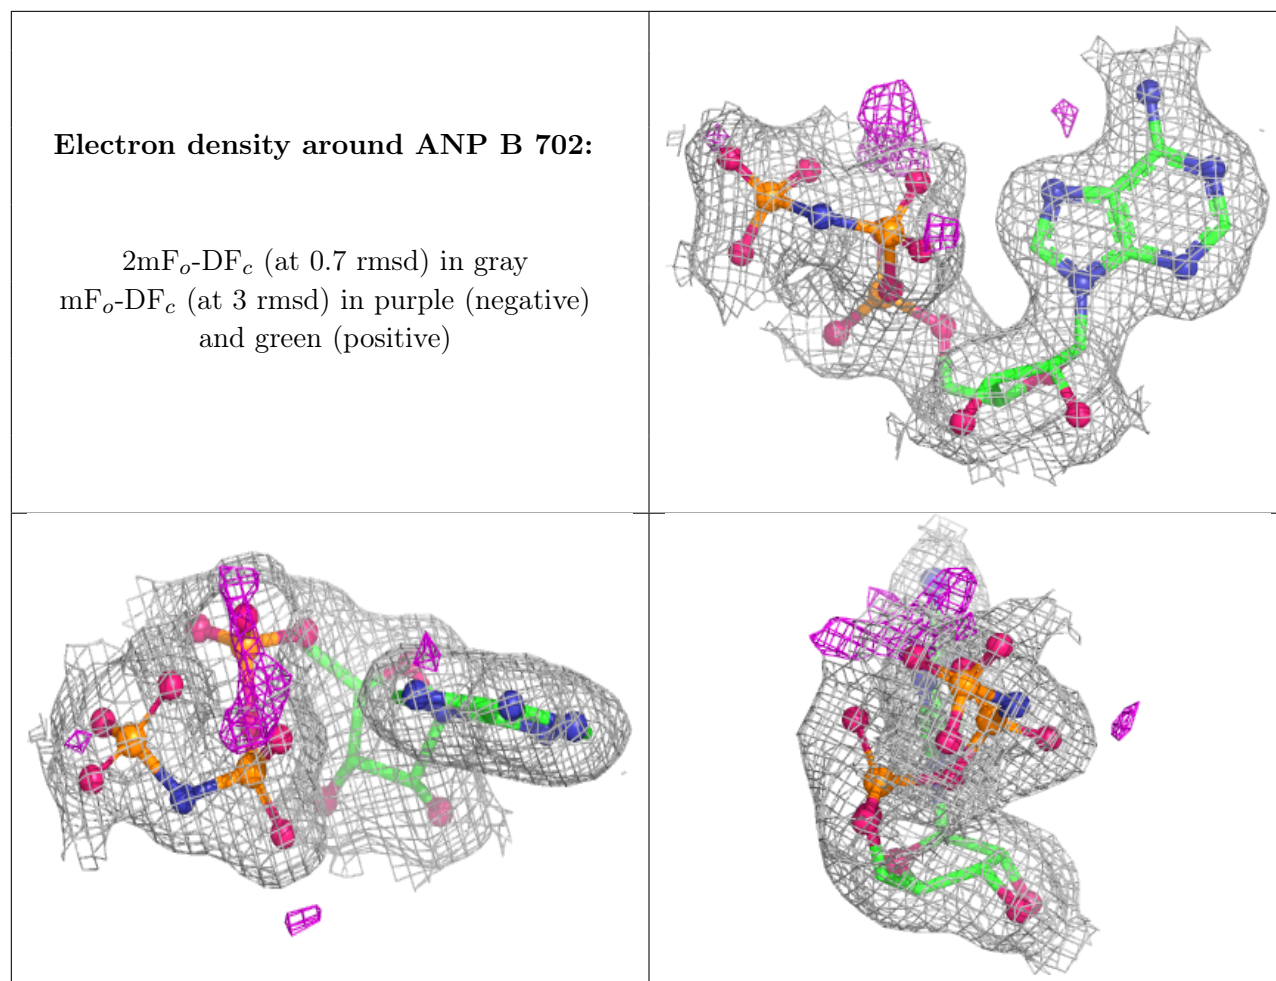 Electron density around ANP B 702:
2mFo-DFc (at 0.7 rmsd) in gray
mFo-DFc (at 3 rmsd) in purple (negative)
and green (positive)